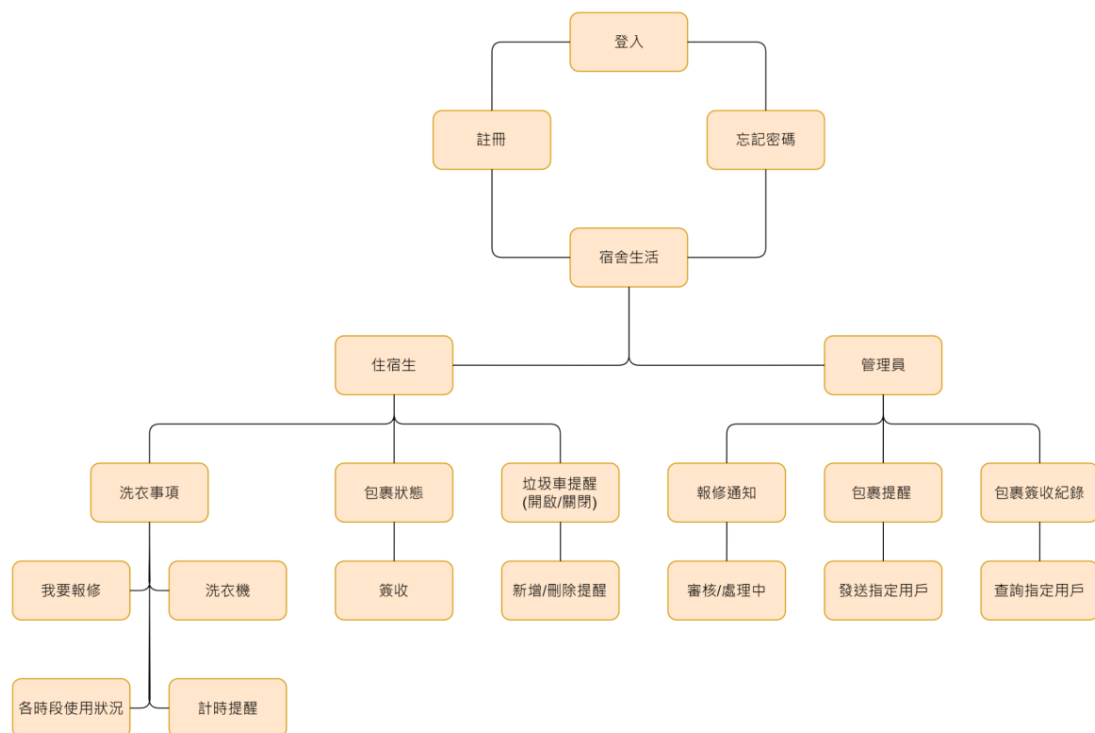 登入
註冊
忘記密碼
宿舍生活
住宿生
管理員
洗衣事項
包裹狀態
垃圾車提醒
(開啟/關閉)
報修通知
包裹提醒
包裹簽收紀錄
我要報修
洗衣機
簽收
新增/刪除提醒
審核/處理中
發送指定用戶
查詢指定用戶
各時段使用狀況
計時提醒